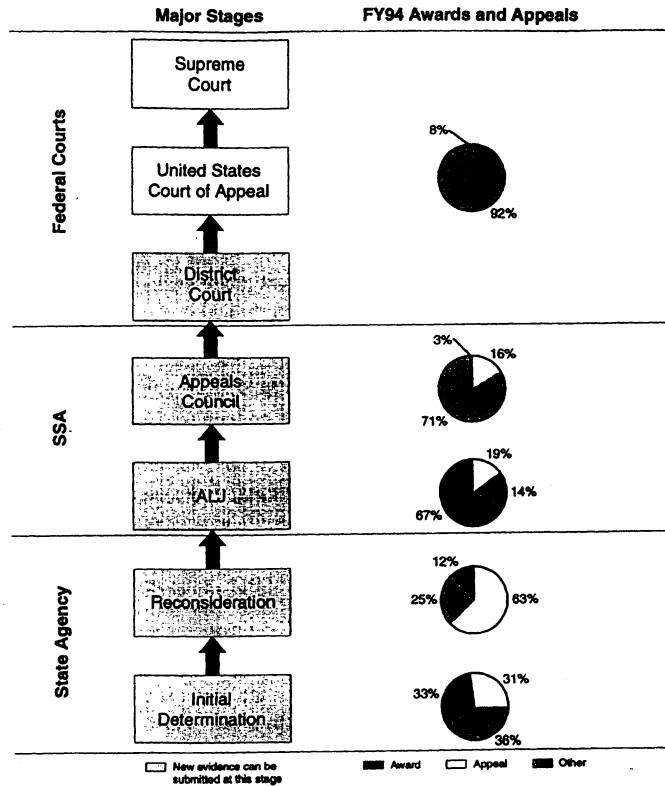 Major Stages
FY94 Awards and Appeals
Federal Courts
Supreme
Court
8%
United States
Court of Appeal
92%
District
Court
SSA
3%
16%
Appeals
Council
71%
19%
ALJ
14%
67%
State Agency
12%
Reconsideration
25%
63%
33%
31%
Initial
Determination
36%
New evidence can be
submitted at this stage
Award
Appeal
Other